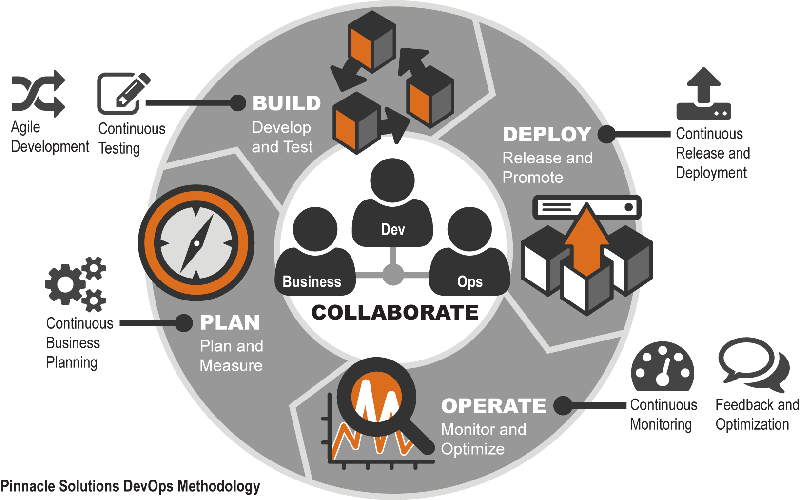 Agile
Development
Continuous
Testing
BUILD
Develop
and Test
DEPLOY
Release and
Promote
Continuous
Release and
Deployment
Dev
Business
Ops
COLLABORATE
Continuous
Business
Planning
PLAN
Plan and
Measure
OPERATE
Monitor and
Optimize
Continuous
Monitoring
Feedback and
Optimization
Pinnacle Solutions DevOps Methodology